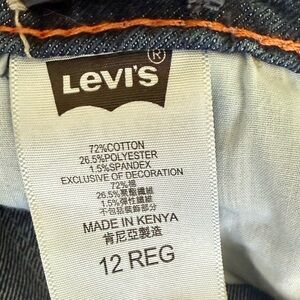 LEVI'S®
72%COTTON
26.5%POLYESTER
1.5%SPANDEX
EXCLUSIVE OF DECORATION
72%棉
26.5%聚酯纖維
1.5%彈性纖維
不包括裝飾部分
MADE IN KENYA
肯尼亞製造
12 REG